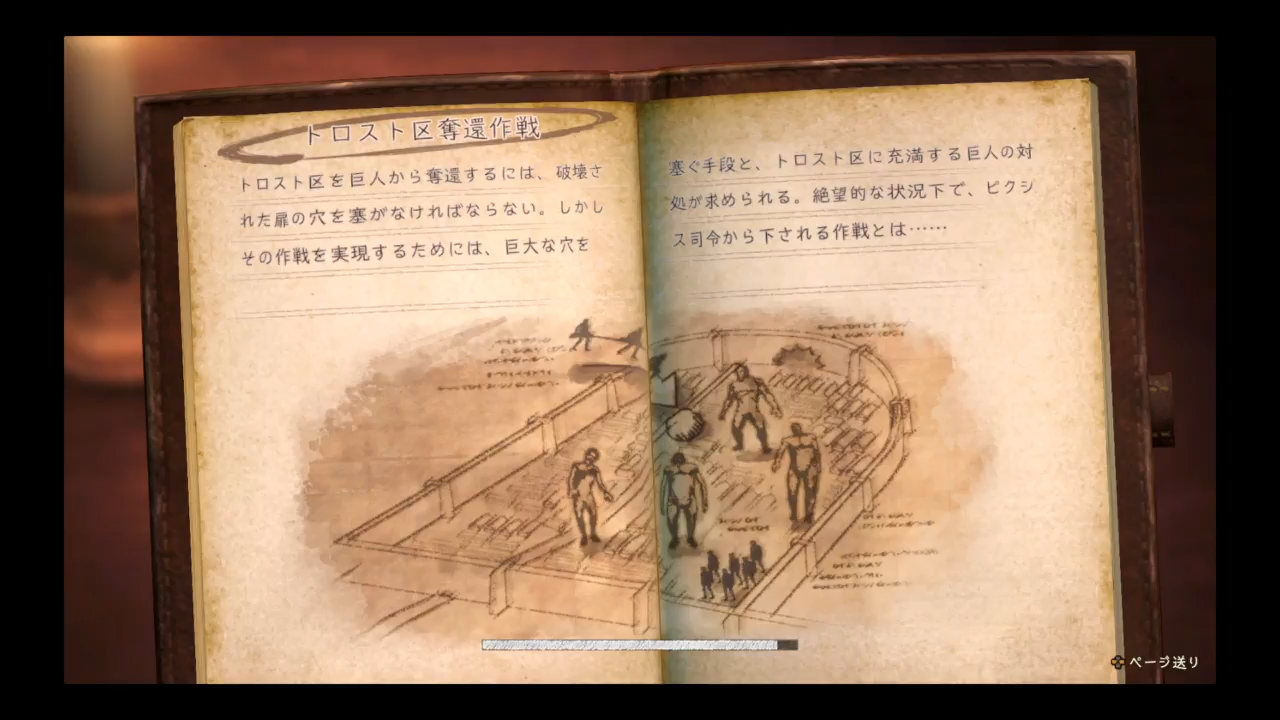 トロスト区奪還作戦
トロスト区を巨人から奪還するには、破壊さ
れた扉の穴を塞がなければならない。しかし
その作戦を実現するためには、巨大な穴を
塞ぐ手段と、トロスト区に充満する巨人の対
処が求められる。絶望的な状況下で、ピクシ
ス司令から下される作戦とは……
ページ送り